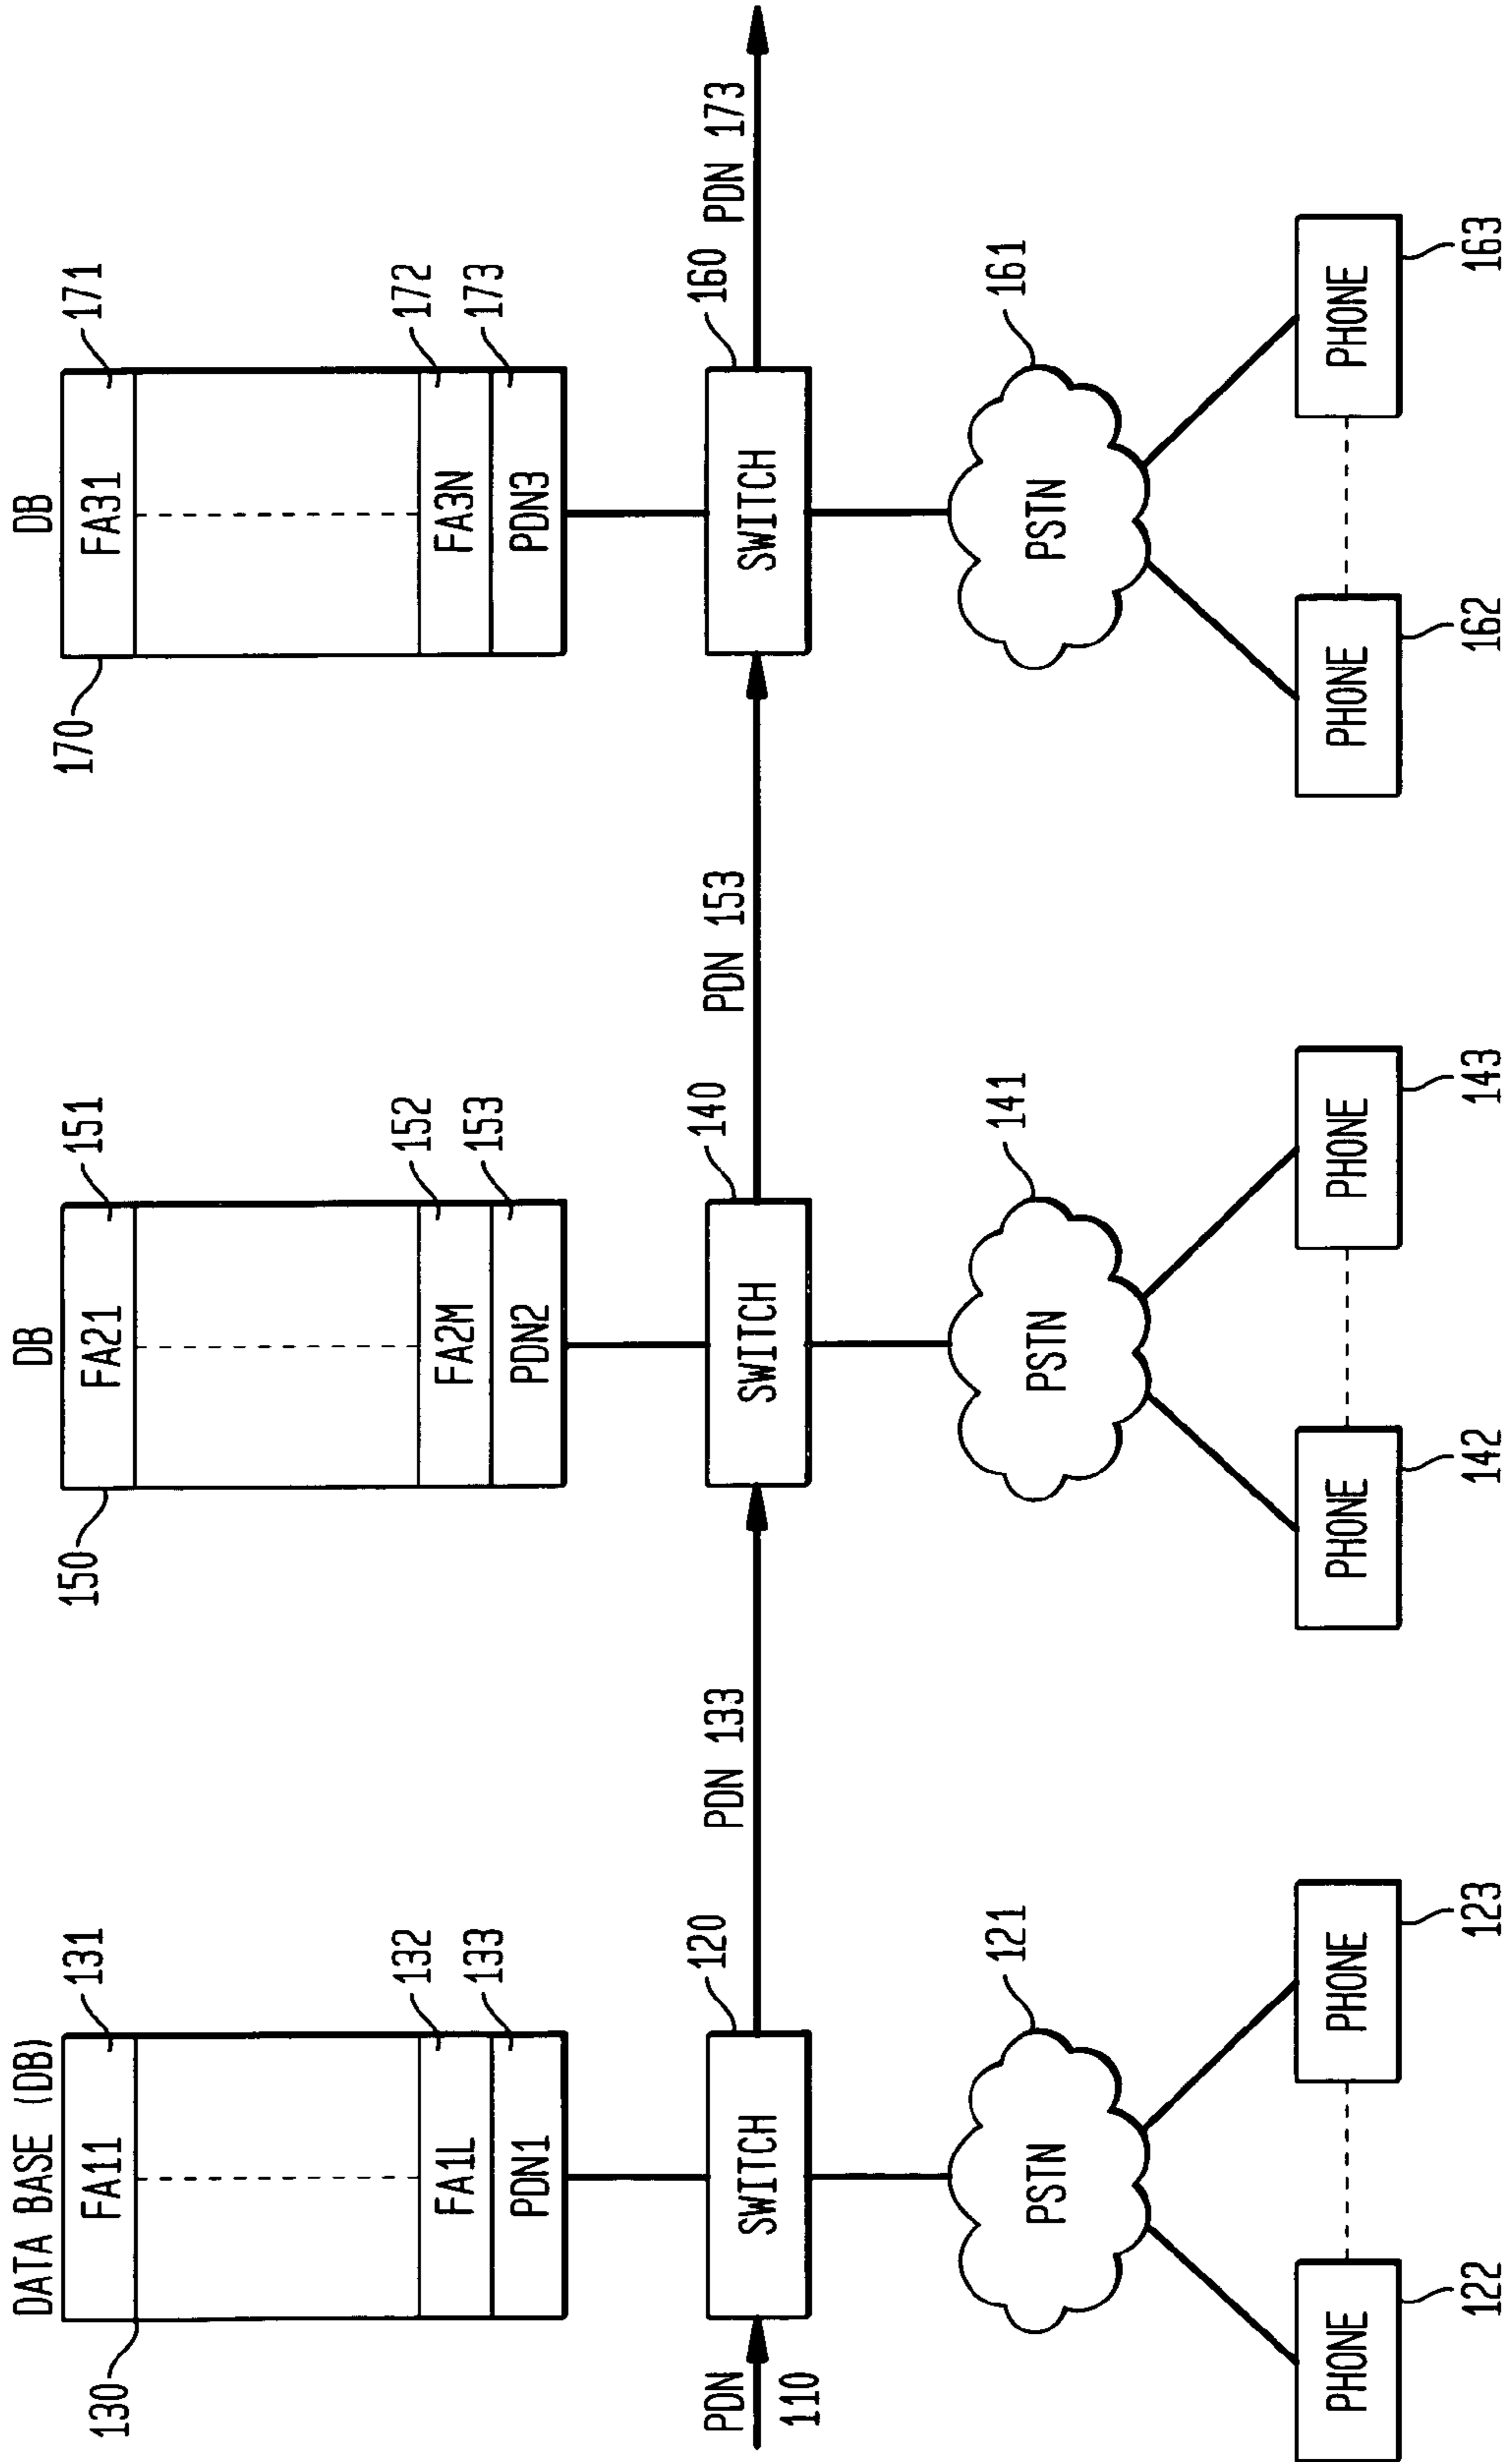 DATA BASE (DB)
130
FA11
131
FA1L
132
PDN1
133
DB
150
FA21
151
FA2M
152
PDN2
153
DB
170
FA31
171
FA3N
172
PDN3
173
PDN
110
SWITCH
120
PDN 133
SWITCH
140
PDN 153
SWITCH
160
PDN 173
PSTN
121
PSTN
141
PSTN
161
PHONE
122
PHONE
123
PHONE
142
PHONE
143
PHONE
162
PHONE
163